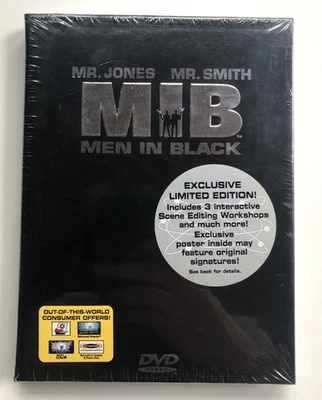 MR. JONES MR. SMITH
MIB
TM
MEN IN BLACK
EXCLUSIVE
LIMITED EDITION!
Includes 3 interactive
Scene Editing Workshops
and much more!
Exclusive
poster inside may
feature original
signatures!
See back for details.
OUT-OF-THIS-WORLD
CONSUMER OFFERS!
DVD
VIDEO